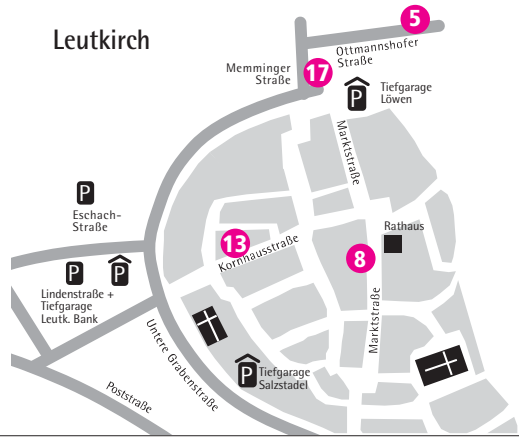 Leutkirch
5
Ottmannshofer
Straße
Memminger
Straße
17
P
Tiefgarage
Löwen
Marktstraße
P
Eschach-
Straße
13
Kornhausstraße
Rathaus
8
P
P
Lindenstraße +
Tiefgarage
Leutk. Bank
Marktstraße
Untere Grabenstraße
P
Tiefgarage
Salzstadel
Poststraße